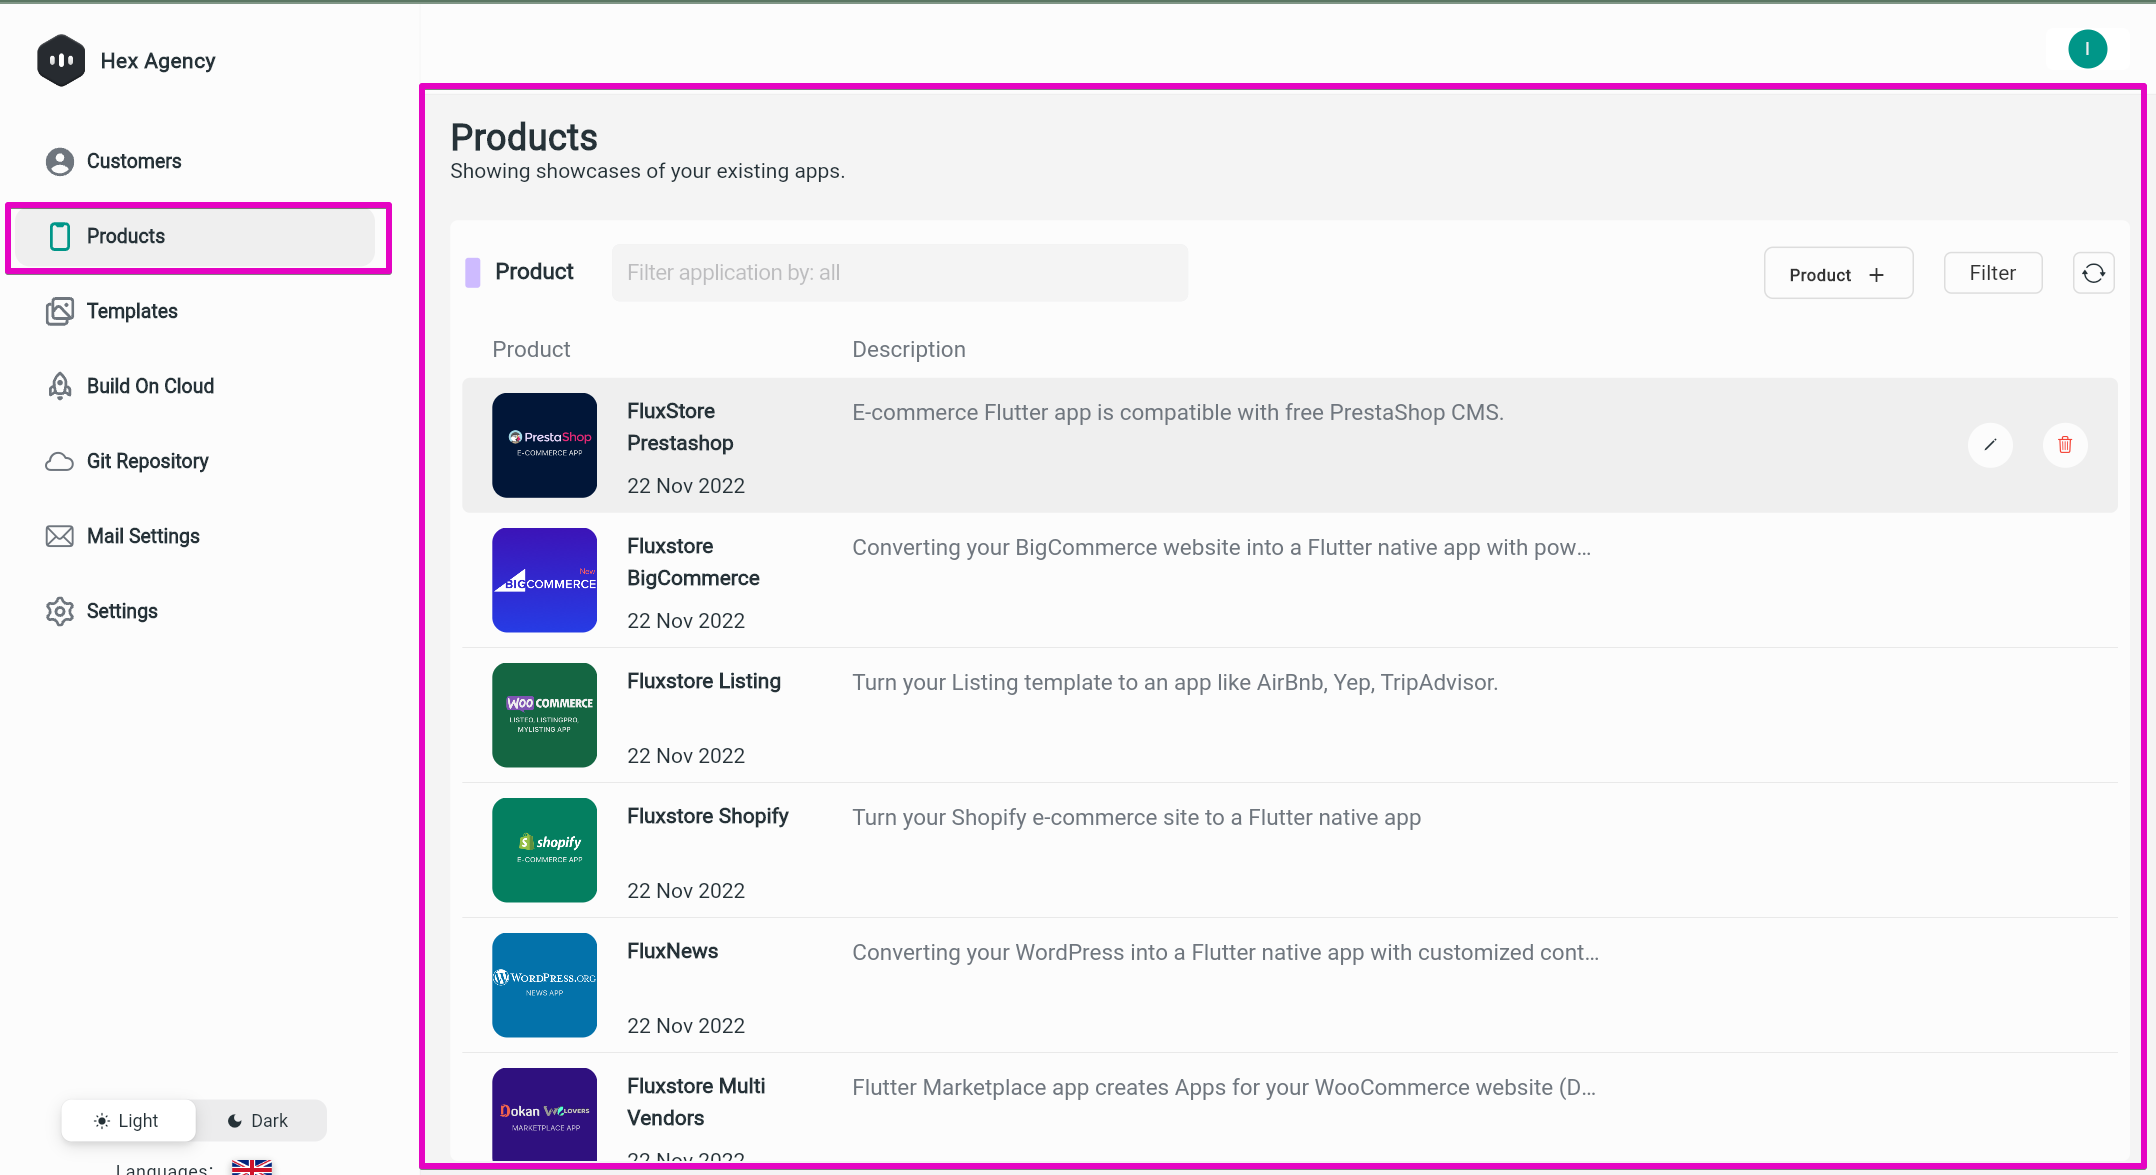 Hex Agency
I
Customers
Products
Templates
Build On Cloud
Git Repository
Mail Settings
Settings
Light
Dark
Languages:
Products
Showing showcases of your existing apps.
Product
Filter application by: all
Product +
Filter
Product
Description
PrestaShop
E-COMMERCE APP
FluxStore
Prestashop
22 Nov 2022
E-commerce Flutter app is compatible with free PrestaShop CMS.
New
BIGCOMMERCE
Fluxstore
BigCommerce
22 Nov 2022
Converting your BigCommerce website into a Flutter native app with pow...
WOO COMMERCE
LISTEO, LISTINGPRO,
MYLISTING APP
Fluxstore Listing
22 Nov 2022
Turn your Listing template to an app like AirBnb, Yep, TripAdvisor.
shopify
E-COMMERCE APP
Fluxstore Shopify
22 Nov 2022
Turn your Shopify e-commerce site to a Flutter native app
WORDPRESS.ORG
NEWS APP
FluxNews
22 Nov 2022
Converting your WordPress into a Flutter native app with customized cont...
Dokan WCLOVERS
MARKETPLACE APP
Fluxstore Multi
Vendors
22 Nov 2022
Flutter Marketplace app creates Apps for your WooCommerce website (D...